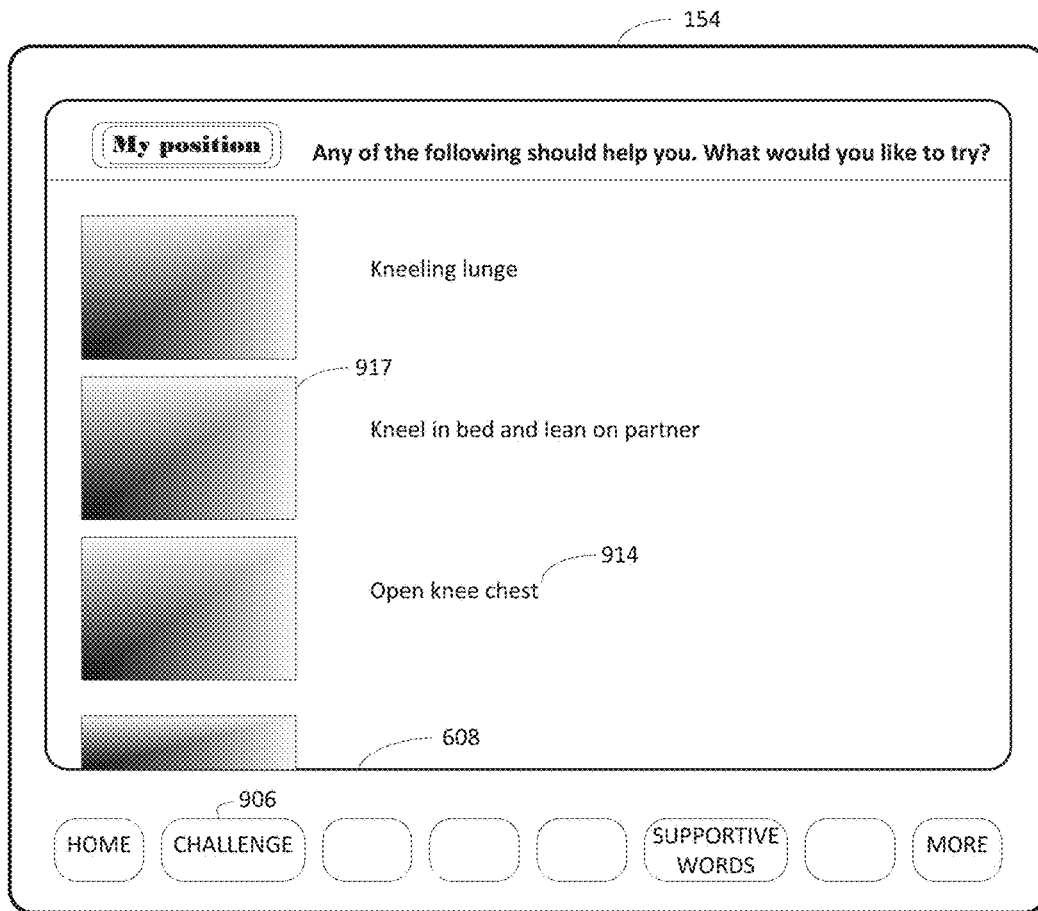 154
My position
Any of the following should help you. What would you like to try?
Kneeling lunge
917
Kneel in bed and lean on partner
914
Open knee chest
608
906
HOME
CHALLENGE
SUPPORTIVE
WORDS
MORE